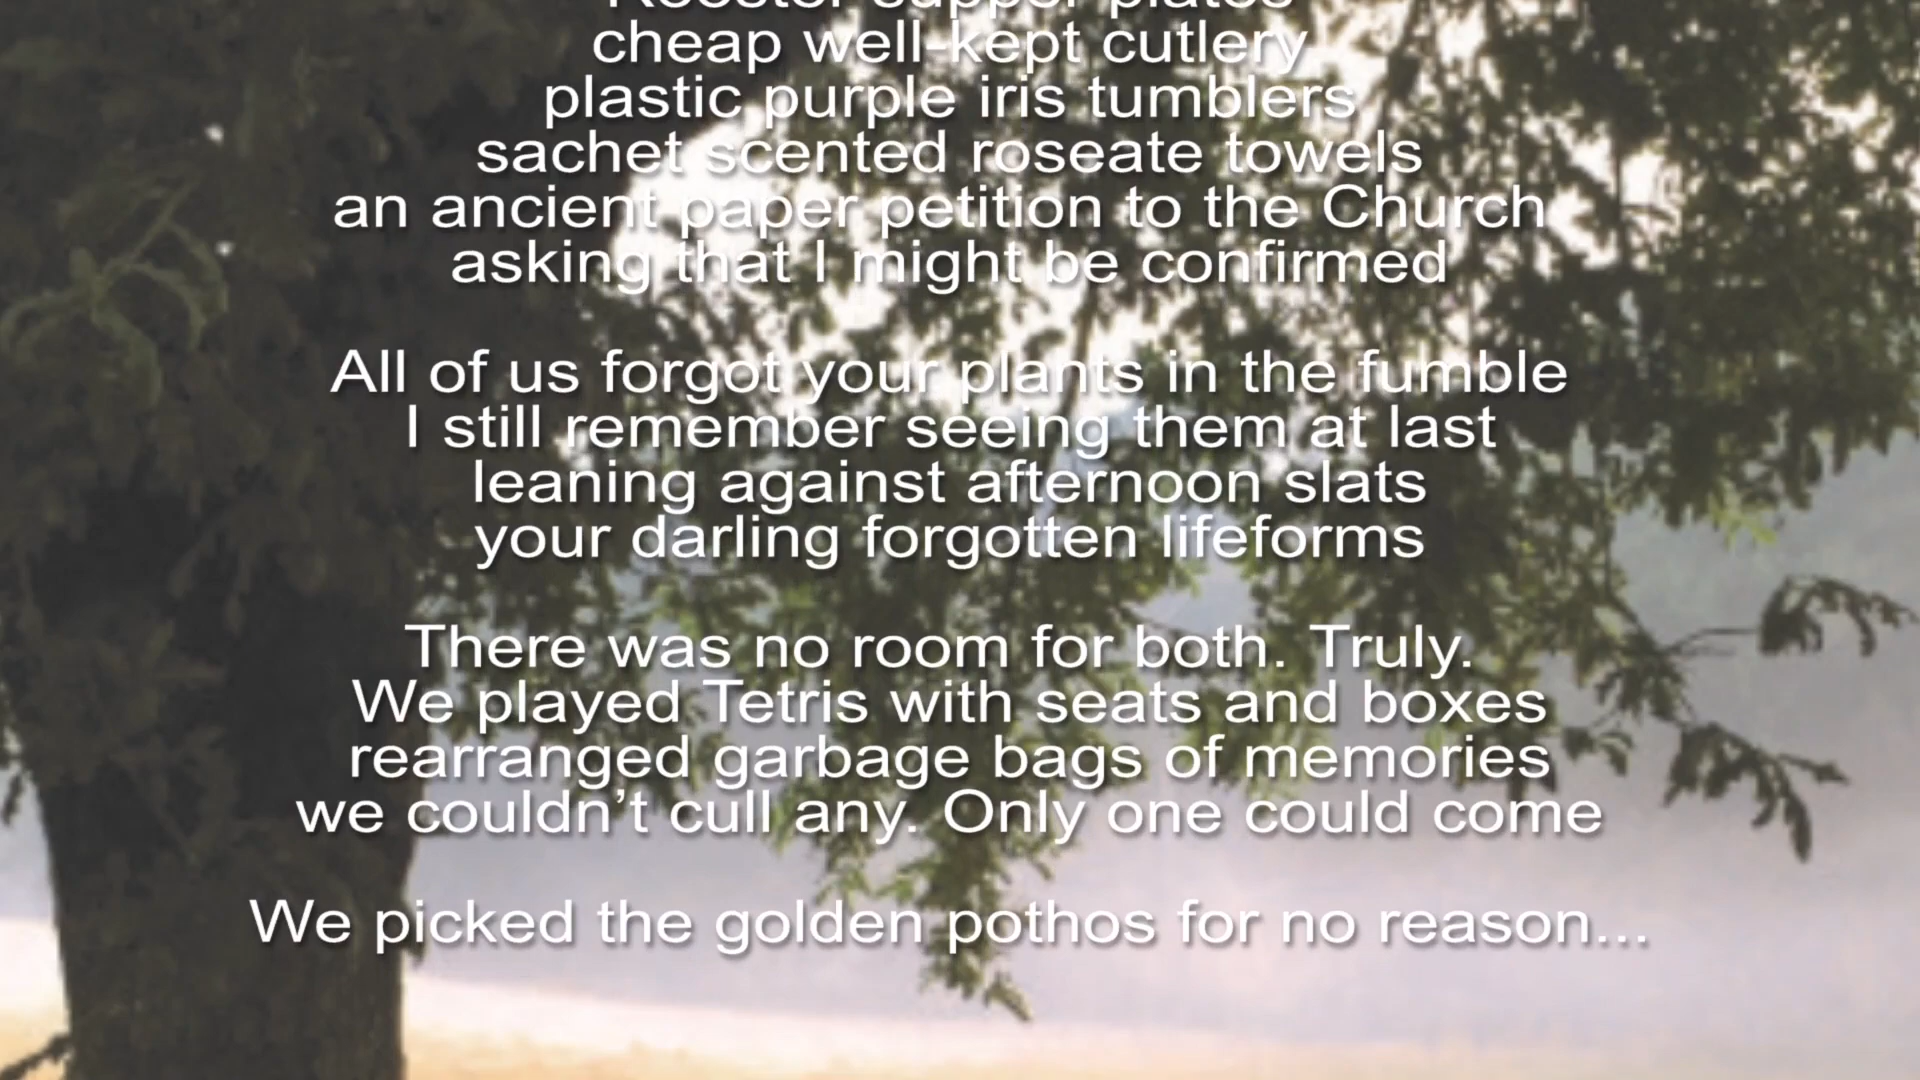 Rooster supper plates
cheap well-kept cutlery
plastic purple iris tumblers
sachet scented roseate towels
an ancient paper petition to the Church
asking that I might be confirmed
All of us forgot your plants in the fumble
I still remember seeing them at last
leaning against afternoon slats
your darling forgotten lifeforms
There was no room for both. Truly.
We played Tetris with seats and boxes
rearranged garbage bags of memories
we couldn’t cull any. Only one could come
We picked the golden pothos for no reason...